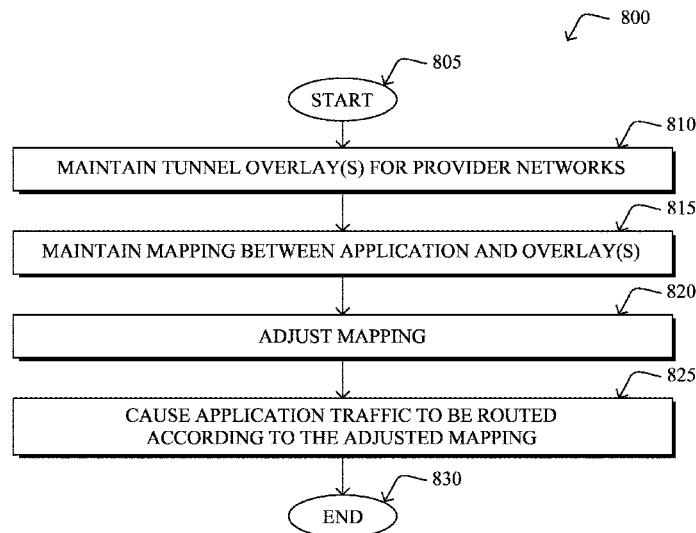 800
805
START
810
MAINTAIN TUNNEL OVERLAY(S) FOR PROVIDER NETWORKS
815
MAINTAIN MAPPING BETWEEN APPLICATION AND OVERLAY(S)
820
ADJUST MAPPING
825
CAUSE APPLICATION TRAFFIC TO BE ROUTED
ACCORDING TO THE ADJUSTED MAPPING
830
END